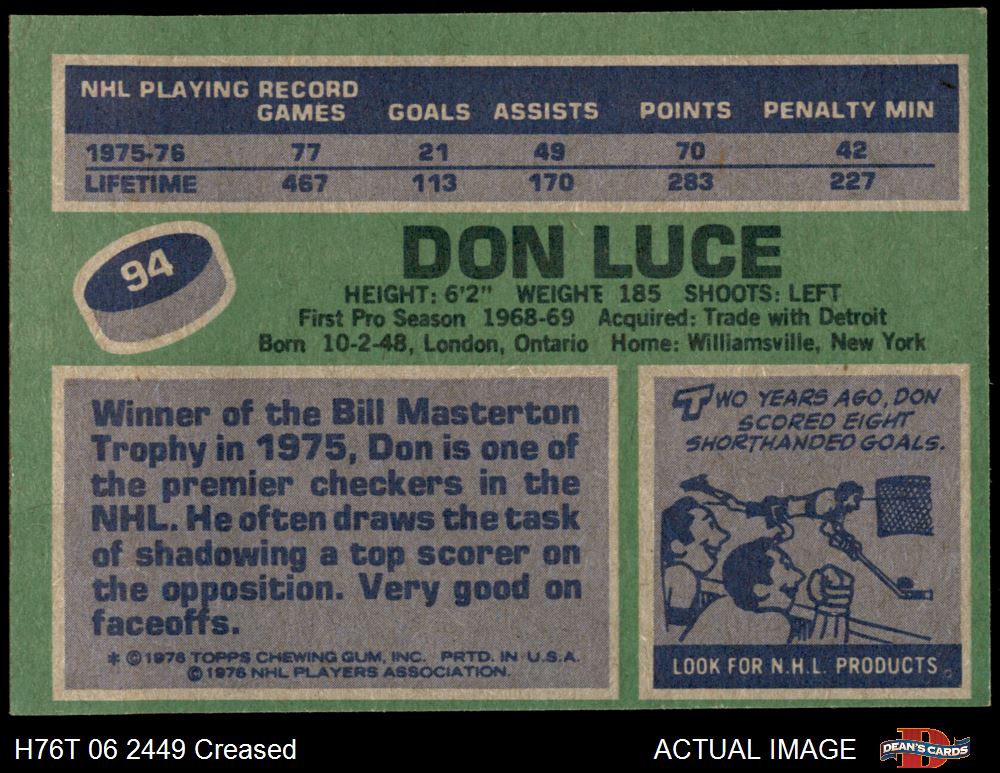 NHL PLAYING RECORD
GAMES GOALS ASSISTS POINTS PENALTY MIN
1975-76 77 21 49 70 42
LIFETIME 467 113 170 283 227
94
DON LUCE
HEIGHT: 6'2" WEIGHT 185 SHOOTS: LEFT
First Pro Season 1968-69 Acquired: Trade with Detroit
Born 10-2-48, London, Ontario Home: Williamsville, New York
Winner of the Bill Masterton
Trophy in 1975, Don is one of
the premier checkers in the
NHL. He often draws the task
of shadowing a top scorer on
the opposition. Very good on
faceoffs.
* © 1976 TOPPS CHEWING GUM, INC. PRTD. IN U.S.A.
© 1976 NHL PLAYERS ASSOCIATION.
TWO YEARS AGO, DON
SCORED EIGHT
SHORTHANDED GOALS.
LOOK FOR N.H.L. PRODUCTS.
H76T 06 2449 Creased
ACTUAL IMAGE
DEAN'S CARDS